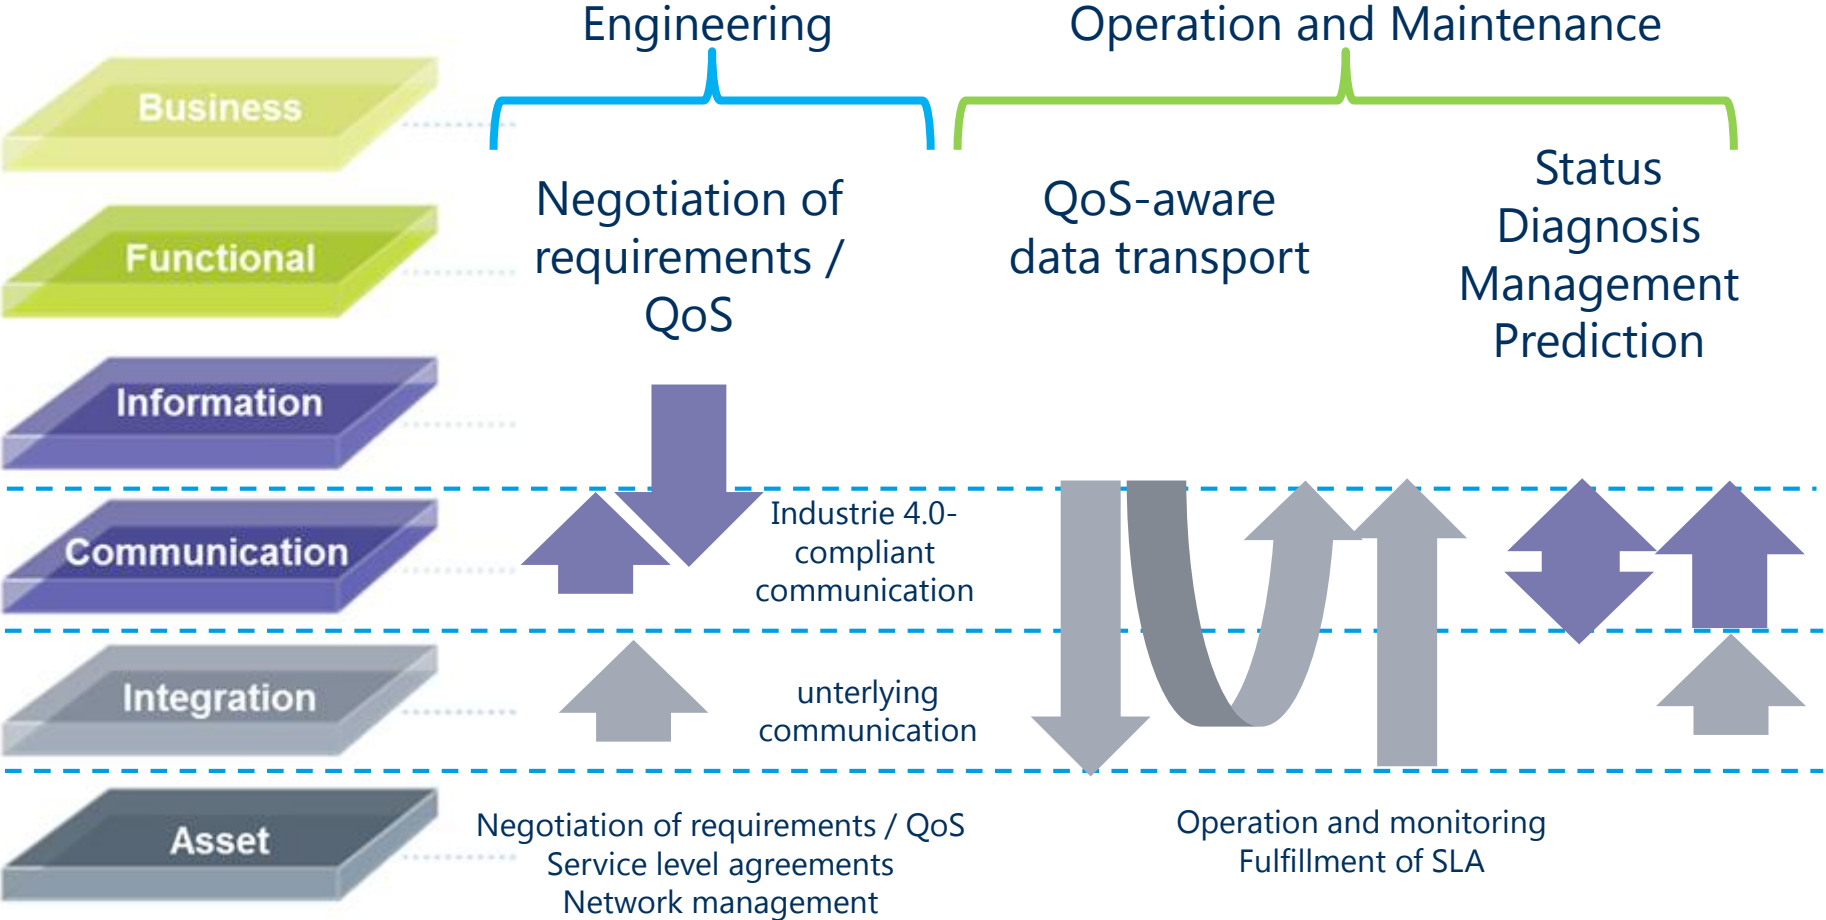 Engineering
Operation and Maintenance
Business
Functional
Information
Communication
Integration
Asset
Negotiation of
requirements /
QoS
QoS-aware
data transport
Status
Diagnosis
Management
Prediction
Industrie 4.0-
compliant
communication
unterlying
communication
Negotiation of requirements / QoS
Service level agreements
Network management
Operation and monitoring
Fulfillment of SLA